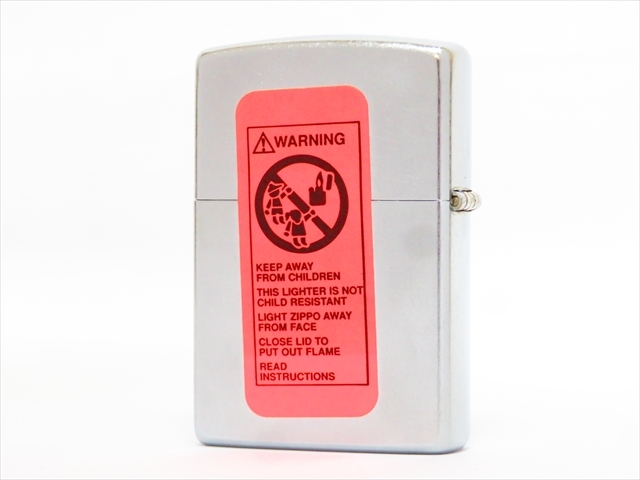 WARNING
KEEP AWAY
FROM CHILDREN
THIS LIGHTER IS NOT
CHILD RESISTANT
LIGHT ZIPPO AWAY
FROM FACE
CLOSE LID TO
PUT OUT FLAME
READ
INSTRUCTIONS